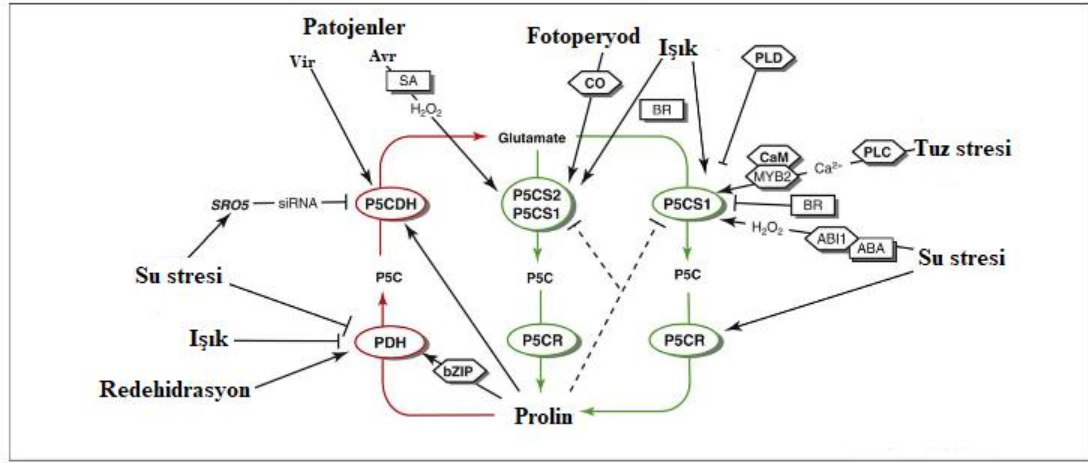 Patojenler
Fotoperyod
Işık
Vir
Avr
PLD
SA
CO
H₂O₂
BR
Glutamate
CaM
PLC
Tuz stresi
MYB2
Ca²⁺
SRO5
siRNA
P5CDH
P5CS2
P5CS1
P5CS1
BR
H₂O₂
ABI1
ABA
Su stresi
Su stresi
P5C
P5C
P5C
Işık
PDH
P5CR
P5CR
bZIP
Redehidrasyon
Prolin